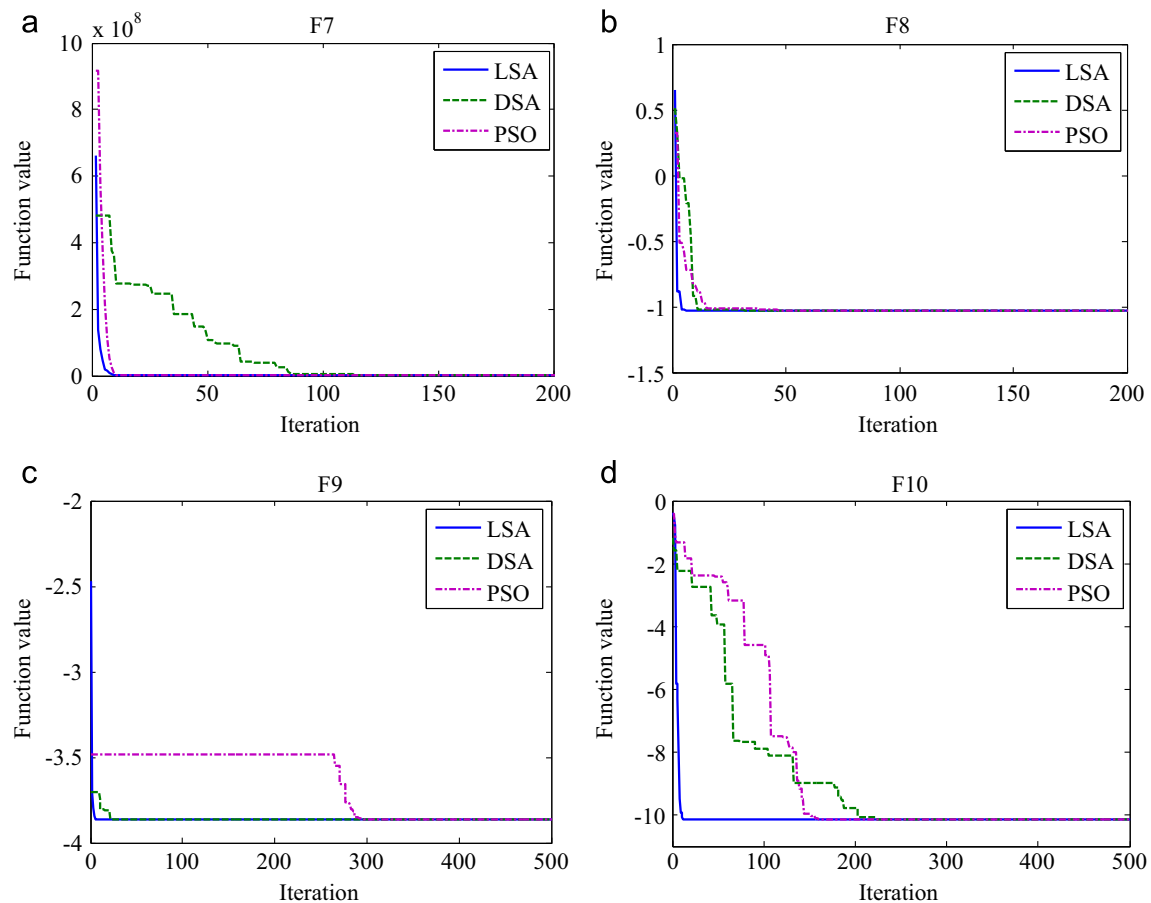 a
x 10⁸
F7
10
8
6
4
2
0
Function value
LSA
DSA
PSO
0 50 100 150 200
Iteration
b
F8
1
0.5
0
-0.5
-1
-1.5
Function value
LSA
DSA
PSO
0 50 100 150 200
Iteration
c
F9
-2
-2.5
-3
-3.5
-4
Function value
LSA
DSA
PSO
0 100 200 300 400 500
Iteration
d
F10
0
-2
-4
-6
-8
-10
Function value
LSA
DSA
PSO
0 100 200 300 400 500
Iteration